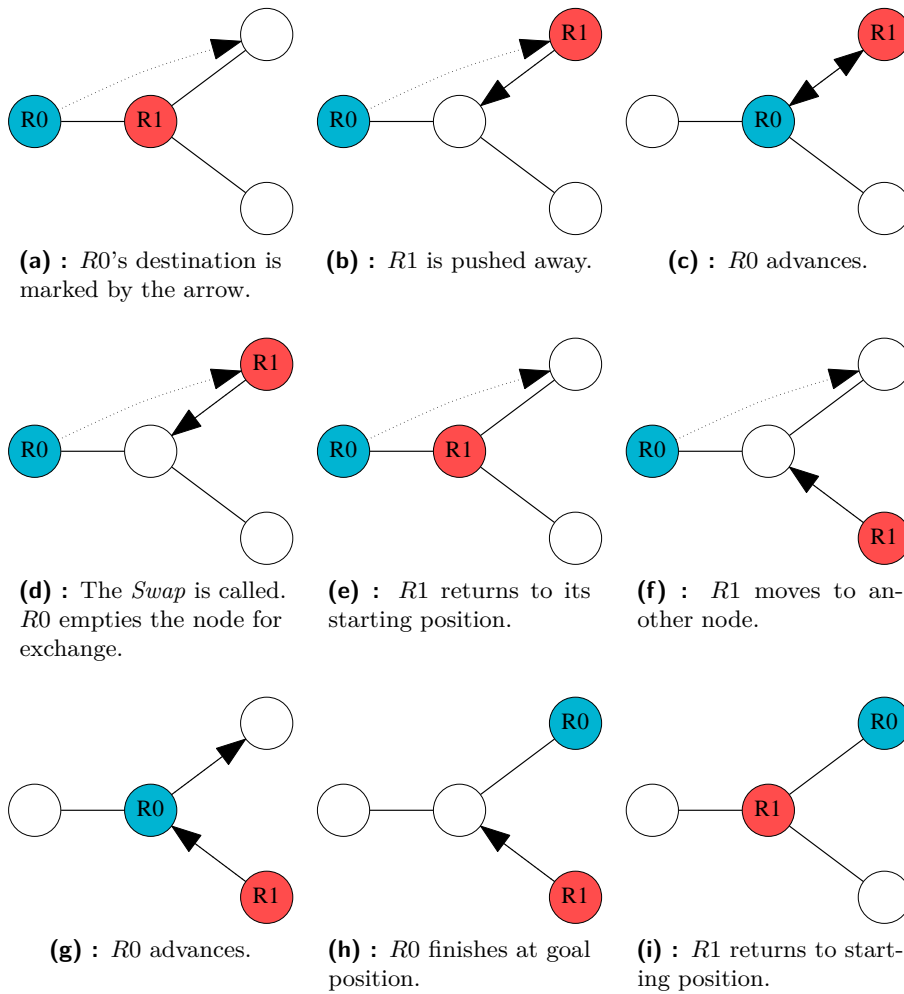 R1
R1
R0 R1
R0
R0
(a) : R0's destination is
marked by the arrow.
(b) : R1 is pushed away.
(c) : R0 advances.
R1
R0
R0 R1
R0
R1
(d) : The Swap is called.
R0 empties the node for
exchange.
(e) : R1 returns to its
starting position.
(f) : R1 moves to an-
other node.
R0
R0
R0
R1
R1
R1
(g) : R0 advances.
(h) : R0 finishes at goal
position.
(i) : R1 returns to start-
ing position.